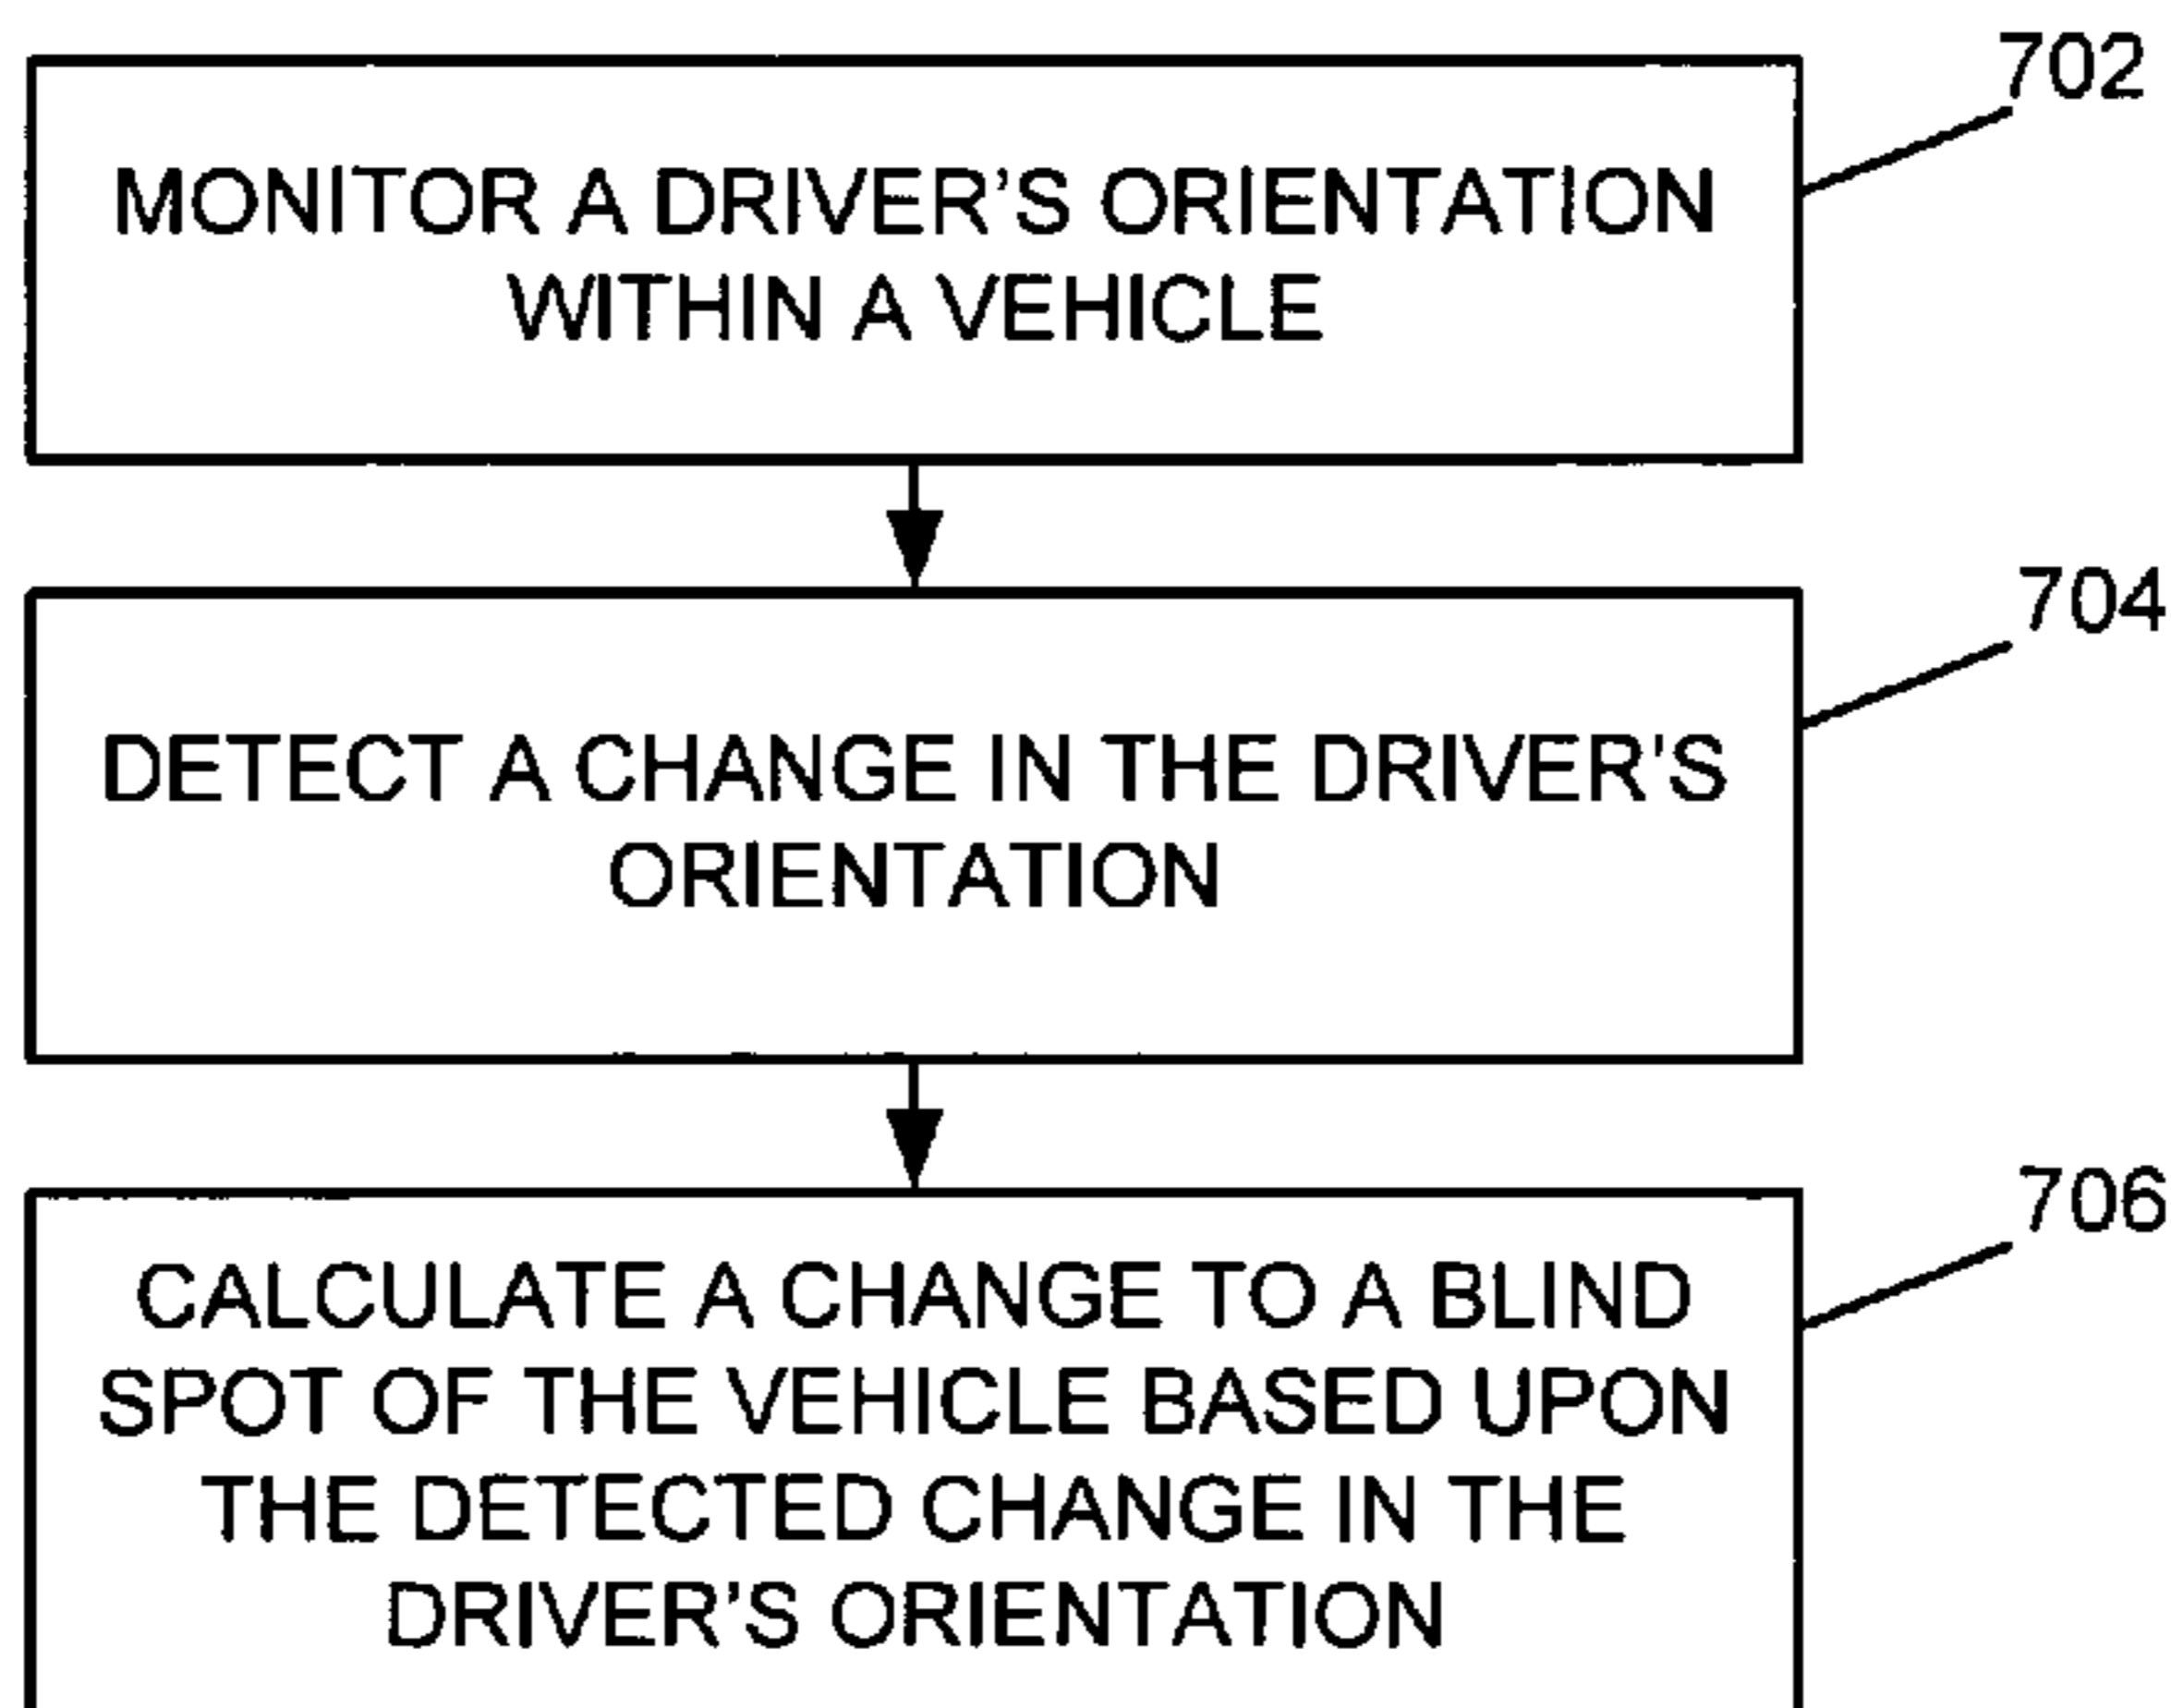 702
MONITOR A DRIVER'S ORIENTATION
WITHIN A VEHICLE
704
DETECT A CHANGE IN THE DRIVER'S
ORIENTATION
706
CALCULATE A CHANGE TO A BLIND
SPOT OF THE VEHICLE BASED UPON
THE DETECTED CHANGE IN THE
DRIVER'S ORIENTATION